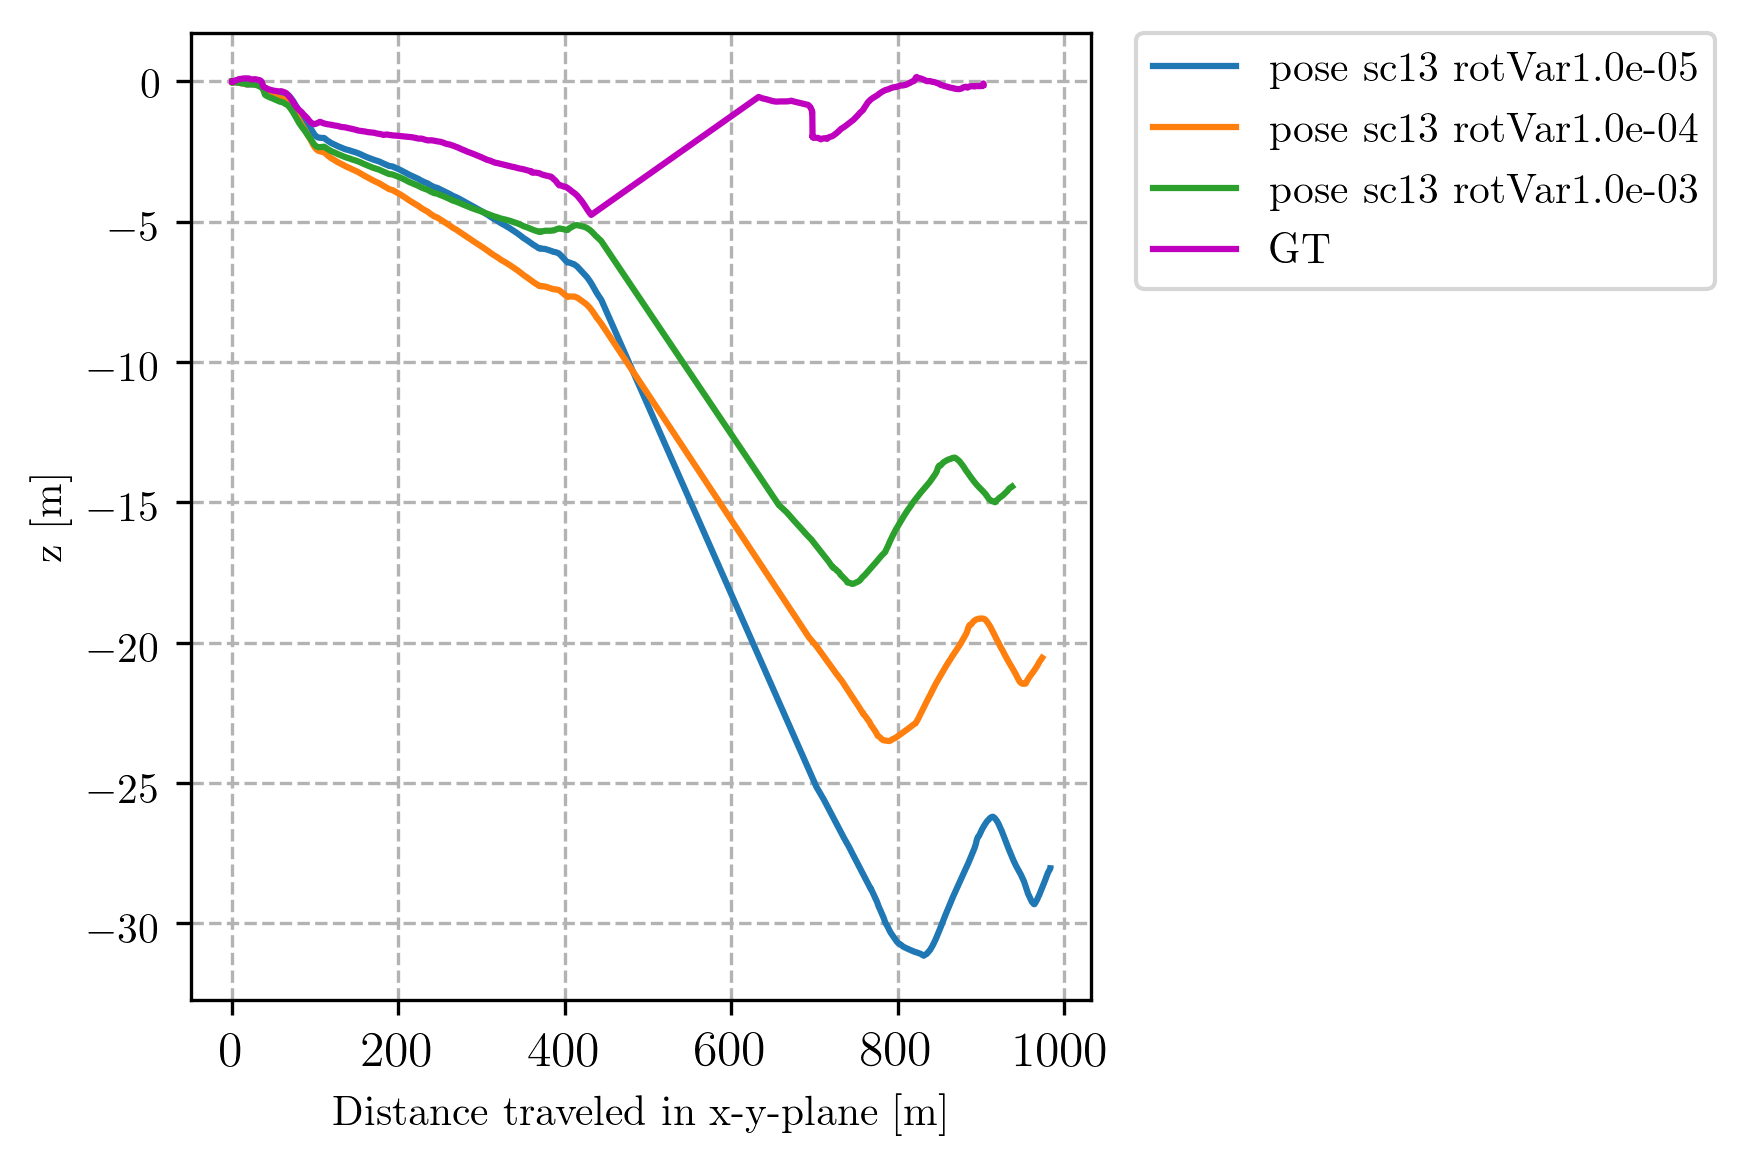 pose sc13 rotVar1.0e-05
pose sc13 rotVar1.0e-04
pose sc13 rotVar1.0e-03
GT
0
−5
−10
−15
−20
−25
−30
z [m]
0 200 400 600 800 1000
Distance traveled in x-y-plane [m]